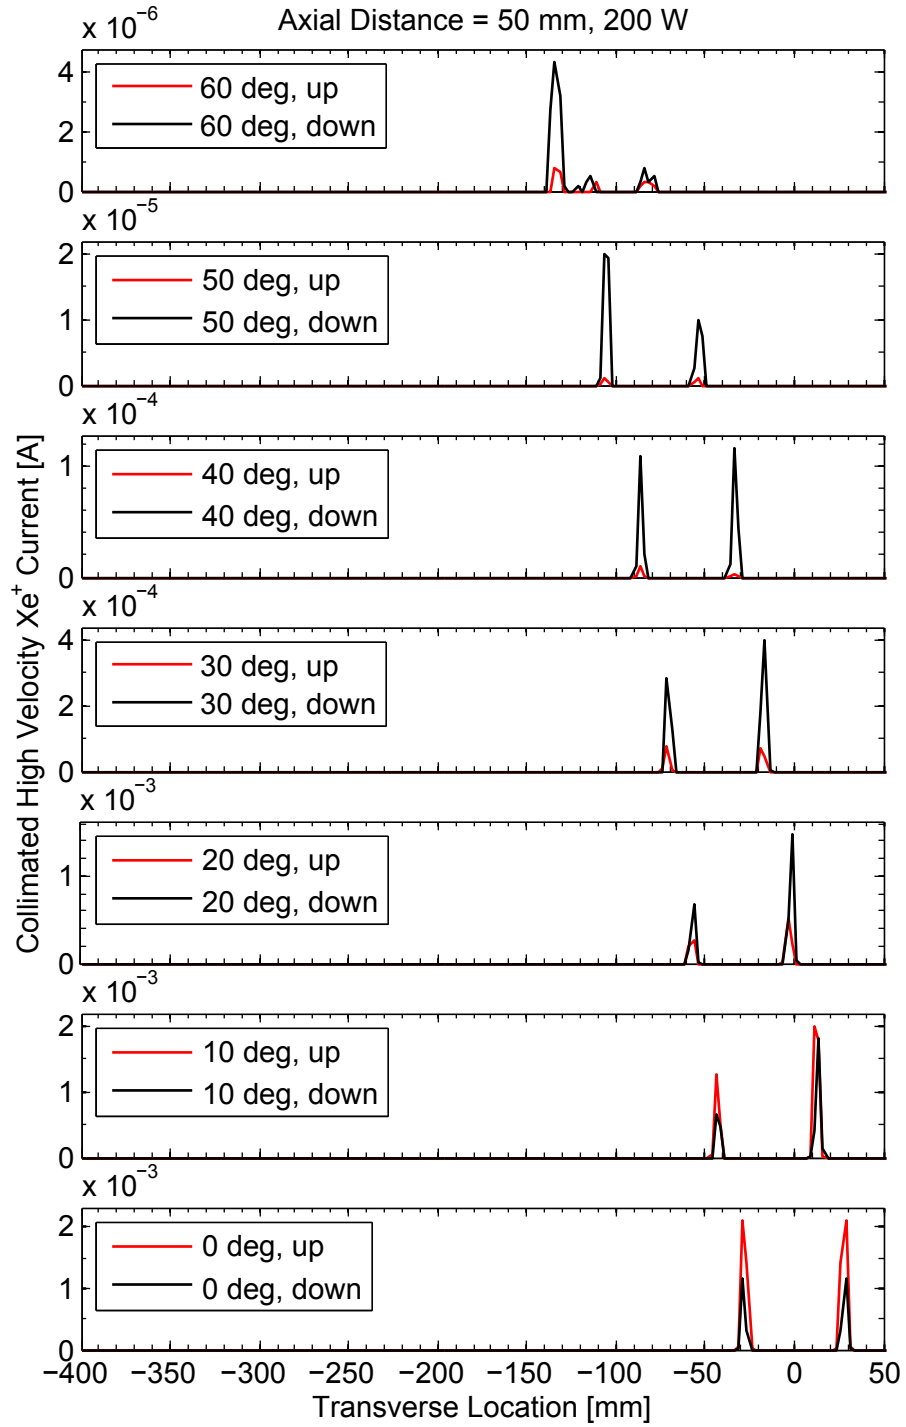 Axial Distance = 50 mm, 200 W
x 10⁻⁶
4
2
0
60 deg, up
60 deg, down
x 10⁻⁵
2
1
0
50 deg, up
50 deg, down
x 10⁻⁴
1
0
40 deg, up
40 deg, down
x 10⁻⁴
4
2
0
30 deg, up
30 deg, down
x 10⁻³
1
0
20 deg, up
20 deg, down
x 10⁻³
2
1
0
10 deg, up
10 deg, down
x 10⁻³
2
1
0
0 deg, up
0 deg, down
−400 −350 −300 −250 −200 −150 −100 −50 0 50
Transverse Location [mm]
Collimated High Velocity Xe⁺ Current [A]